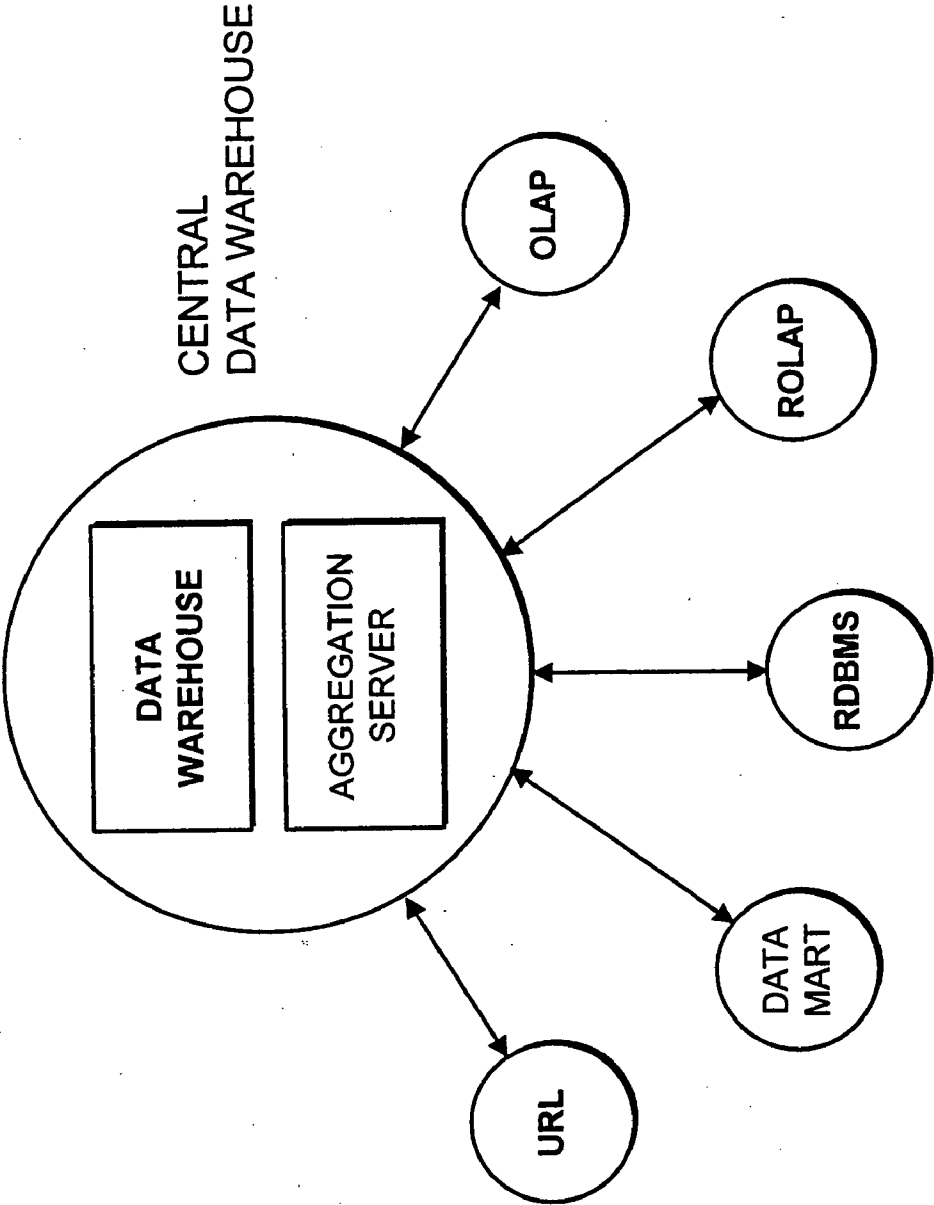 CENTRAL
DATA WAREHOUSE
DATA
WAREHOUSE
AGGREGATION
SERVER
URL
DATA
MART
RDBMS
ROLAP
OLAP